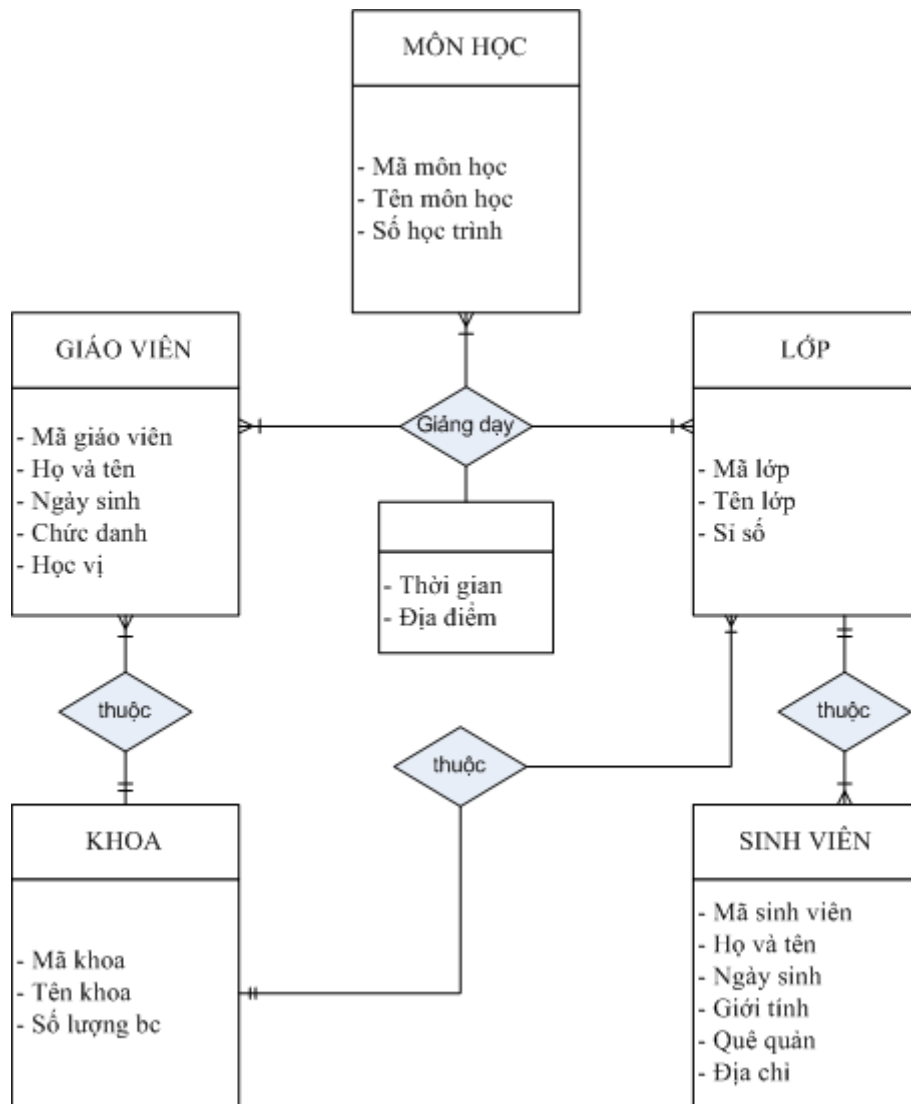 MÔN HỌC
- Mã môn học
- Tên môn học
- Số học trình
GIÁO VIÊN
- Mã giáo viên
- Họ và tên
- Ngày sinh
- Chức danh
- Học vị
Giảng dạy
LỚP
- Mã lớp
- Tên lớp
- Sỉ số
- Thời gian
- Địa điểm
thuộc
thuộc
thuộc
KHOA
- Mã khoa
- Tên khoa
- Số lượng bc
SINH VIÊN
- Mã sinh viên
- Họ và tên
- Ngày sinh
- Giới tính
- Quê quán
- Địa chỉ